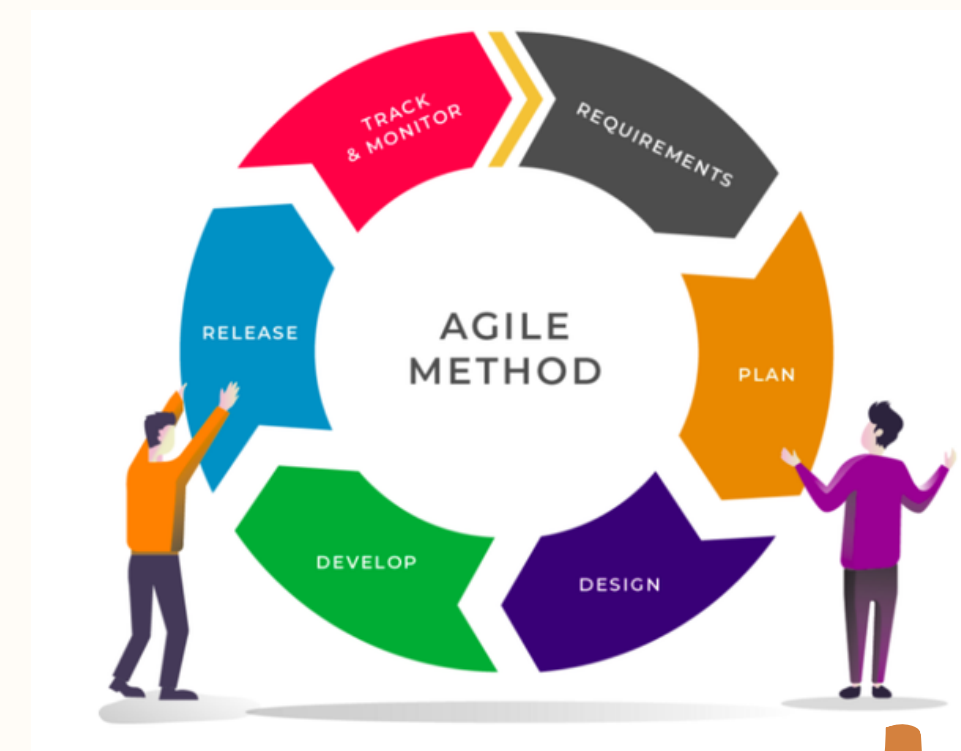 TRACK
& MONITOR
REQUIREMENTS
RELEASE
AGILE
METHOD
PLAN
DEVELOP
DESIGN